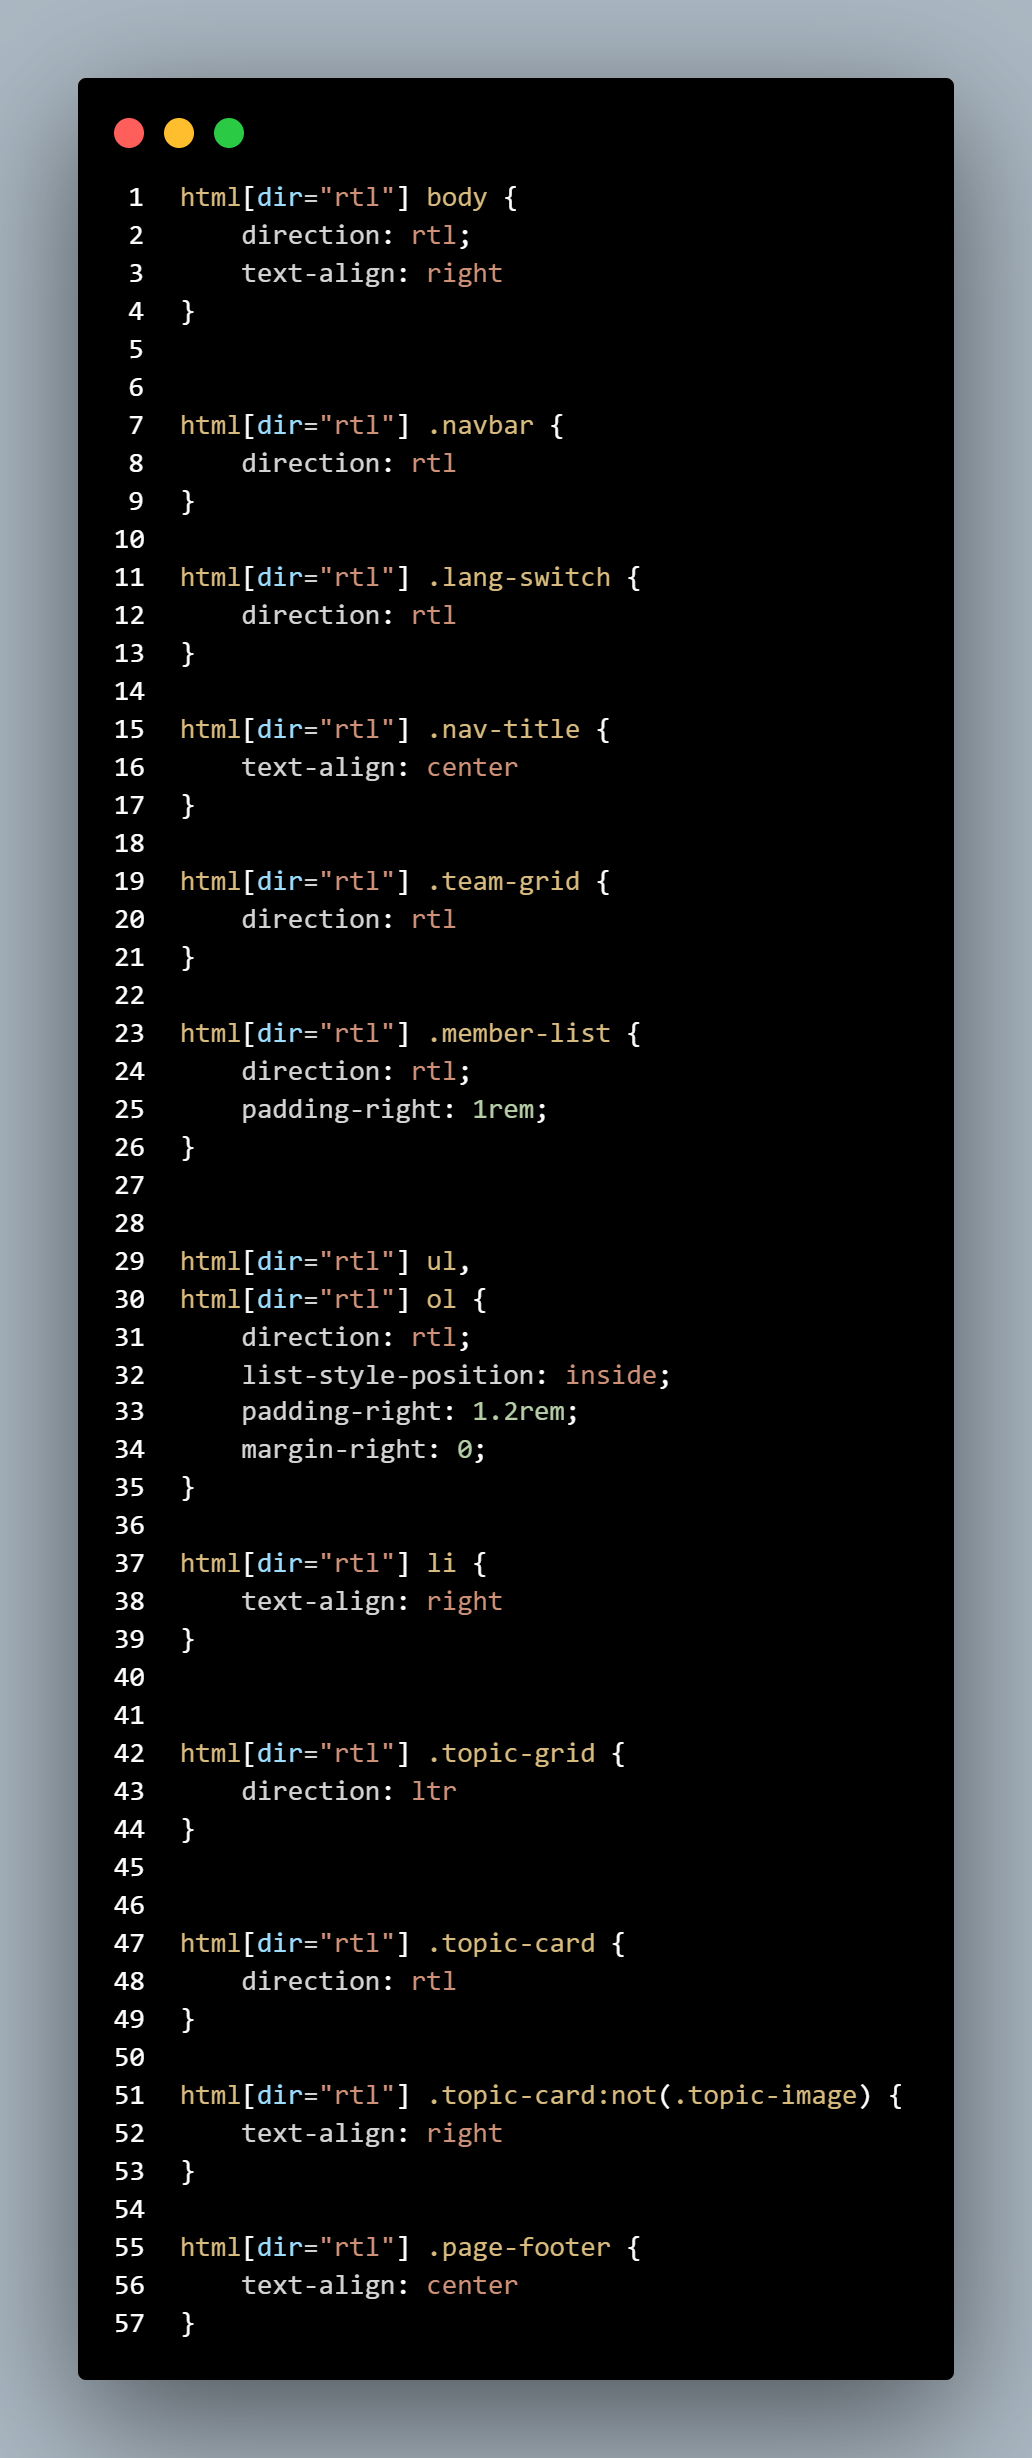 1 html[dir="rtl"] body {
2     direction: rtl;
3     text-align: right
4 }
5
6
7 html[dir="rtl"] .navbar {
8     direction: rtl
9 }
10
11 html[dir="rtl"] .lang-switch {
12     direction: rtl
13 }
14
15 html[dir="rtl"] .nav-title {
16     text-align: center
17 }
18
19 html[dir="rtl"] .team-grid {
20     direction: rtl
21 }
22
23 html[dir="rtl"] .member-list {
24     direction: rtl;
25     padding-right: 1rem;
26 }
27
28
29 html[dir="rtl"] ul,
30 html[dir="rtl"] ol {
31     direction: rtl;
32     list-style-position: inside;
33     padding-right: 1.2rem;
34     margin-right: 0;
35 }
36
37 html[dir="rtl"] li {
38     text-align: right
39 }
40
41
42 html[dir="rtl"] .topic-grid {
43     direction: ltr
44 }
45
46
47 html[dir="rtl"] .topic-card {
48     direction: rtl
49 }
50
51 html[dir="rtl"] .topic-card:not(.topic-image) {
52     text-align: right
53 }
54
55 html[dir="rtl"] .page-footer {
56     text-align: center
57 }